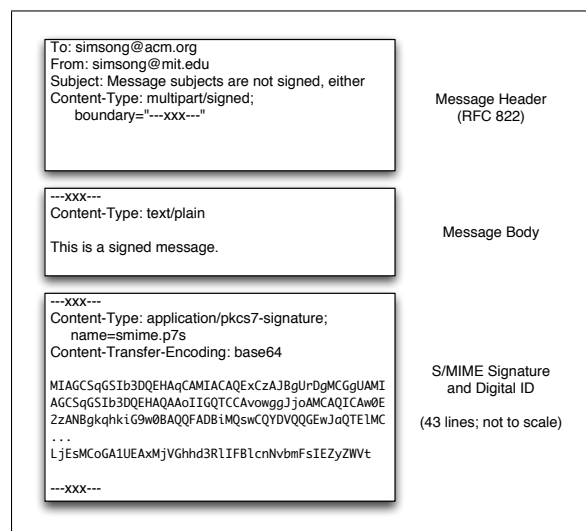 To: simsong@acm.org
From: simsong@mit.edu
Subject: Message subjects are not signed, either
Content-Type: multipart/signed;
boundary="---xxx---"
Message Header
(RFC 822)
---xxx---
Content-Type: text/plain
This is a signed message.
Message Body
---xxx---
Content-Type: application/pkcs7-signature;
name=smime.p7s
Content-Transfer-Encoding: base64
MIAGCSqGSIb3DQEHAqCAMIACAQExCzAJBgUrDgMCGgUAMI
AGCSqGSIb3DQEHAQAAoIIGQTCCAvowggJjoAMCAQICAw0E
2zANBgkqhkiG9w0BAQQFADBiMQswCQYDVQQGEwJaQTElMC
...
LjEsMCoGA1UEAxMjVGhhd3RlIFBlcnNvbmFsIEZyZWVt
---xxx---
S/MIME Signature
and Digital ID
(43 lines; not to scale)